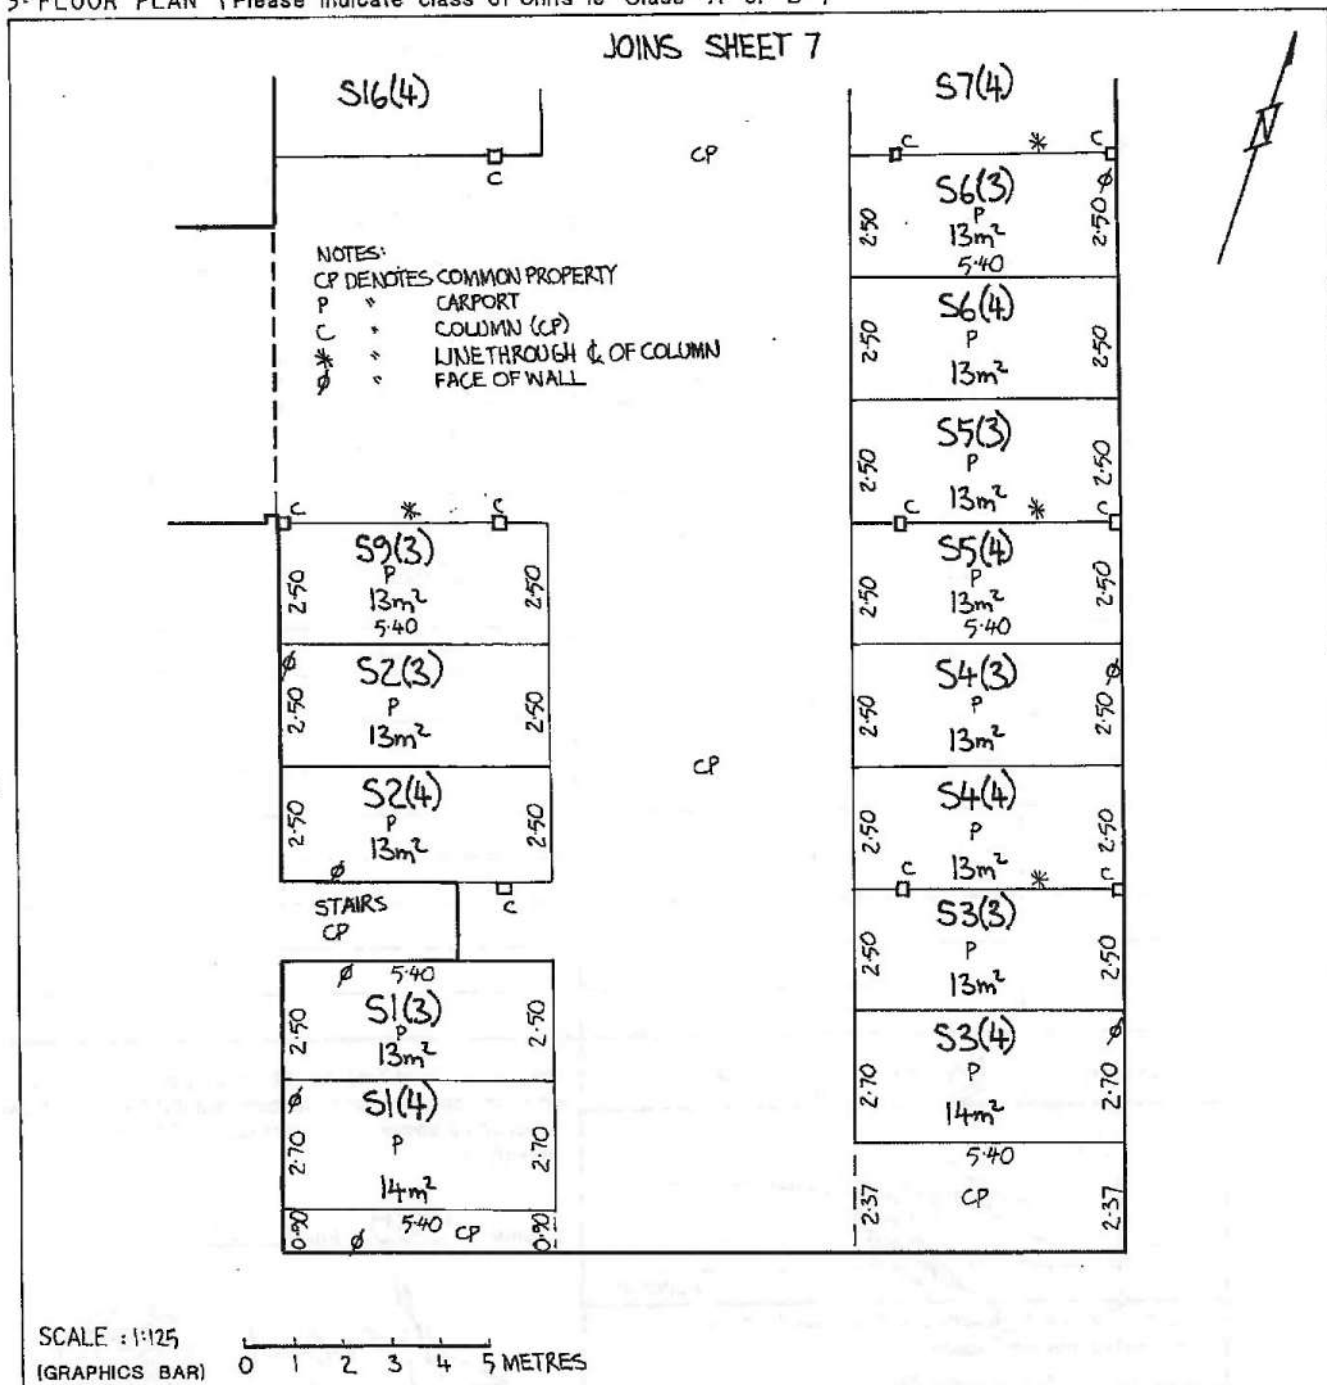 3- FLOOR PLAN (Please indicate class of Units ie Class "A" or "B")
JOINS SHEET 7
S16(4)
C
CP
S7(4)
C
*
C
NOTES:
CP DENOTES COMMON PROPERTY
P " CARPORT
C " COLUMN (CP)
* " LINE THROUGH ℄ OF COLUMN
ø " FACE OF WALL
S6(3)
P
13m²
5.40
2.50
2.50 ø
S6(4)
P
13m²
2.50
2.50
S5(3)
P
13m²
2.50
2.50
C
*
C
S5(4)
P
13m²
5.40
2.50
2.50
S4(3)
P
13m²
2.50
2.50 ø
S4(4)
P
13m²
2.50
2.50
C
*
C
S3(3)
P
13m²
2.50
2.50
S3(4)
P
14m²
2.70
2.70
ø
5.40
CP
2.37
2.37
C
*
C
S9(3)
P
13m²
5.40
2.50
2.50
S2(3)
P
13m²
ø
2.50
2.50
S2(4)
P
13m²
2.50
2.50
ø
STAIRS
CP
C
CP
ø 5.40
S1(3)
P
13m²
2.50
2.50
S1(4)
P
14m²
ø
2.70
2.70
5.40 CP
0.90
0.90
ø
N
SCALE : 1:125
(GRAPHICS BAR)
0 1 2 3 4 5 METRES